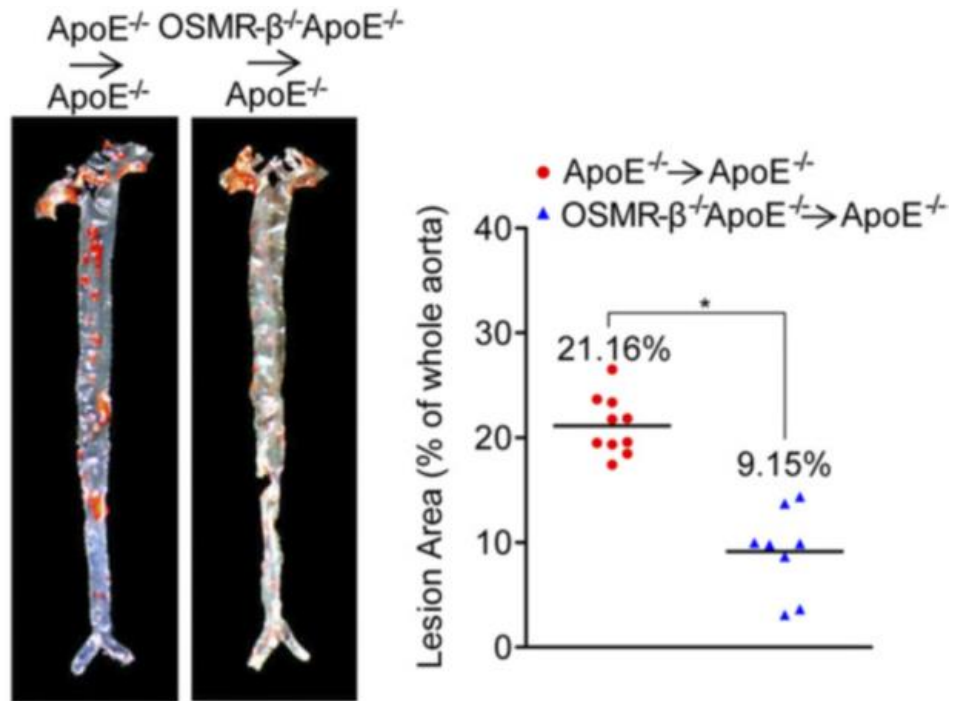 ApoE⁻/⁻ OSMR-β⁻/⁻ApoE⁻/⁻
→ →
ApoE⁻/⁻ ApoE⁻/⁻
● ApoE⁻/⁻→ApoE⁻/⁻
▲ OSMR-β⁻/⁻ApoE⁻/⁻→ApoE⁻/⁻
Lesion Area (% of whole aorta)
40
30
20
10
0
*
21.16%
9.15%